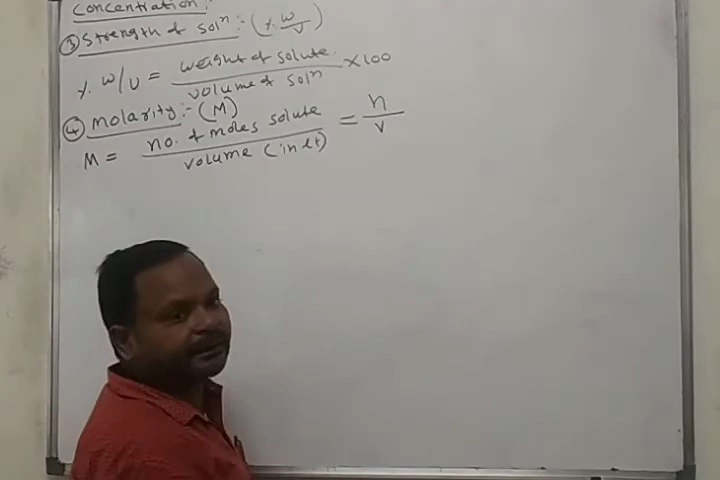 Concentration:
③ Strength of solⁿ :- (% w/v)
% w/v = weight of solute / volume of solⁿ × 100
④ molarity :- (M)
M = no. of moles solute / volume (in lt) = n / v